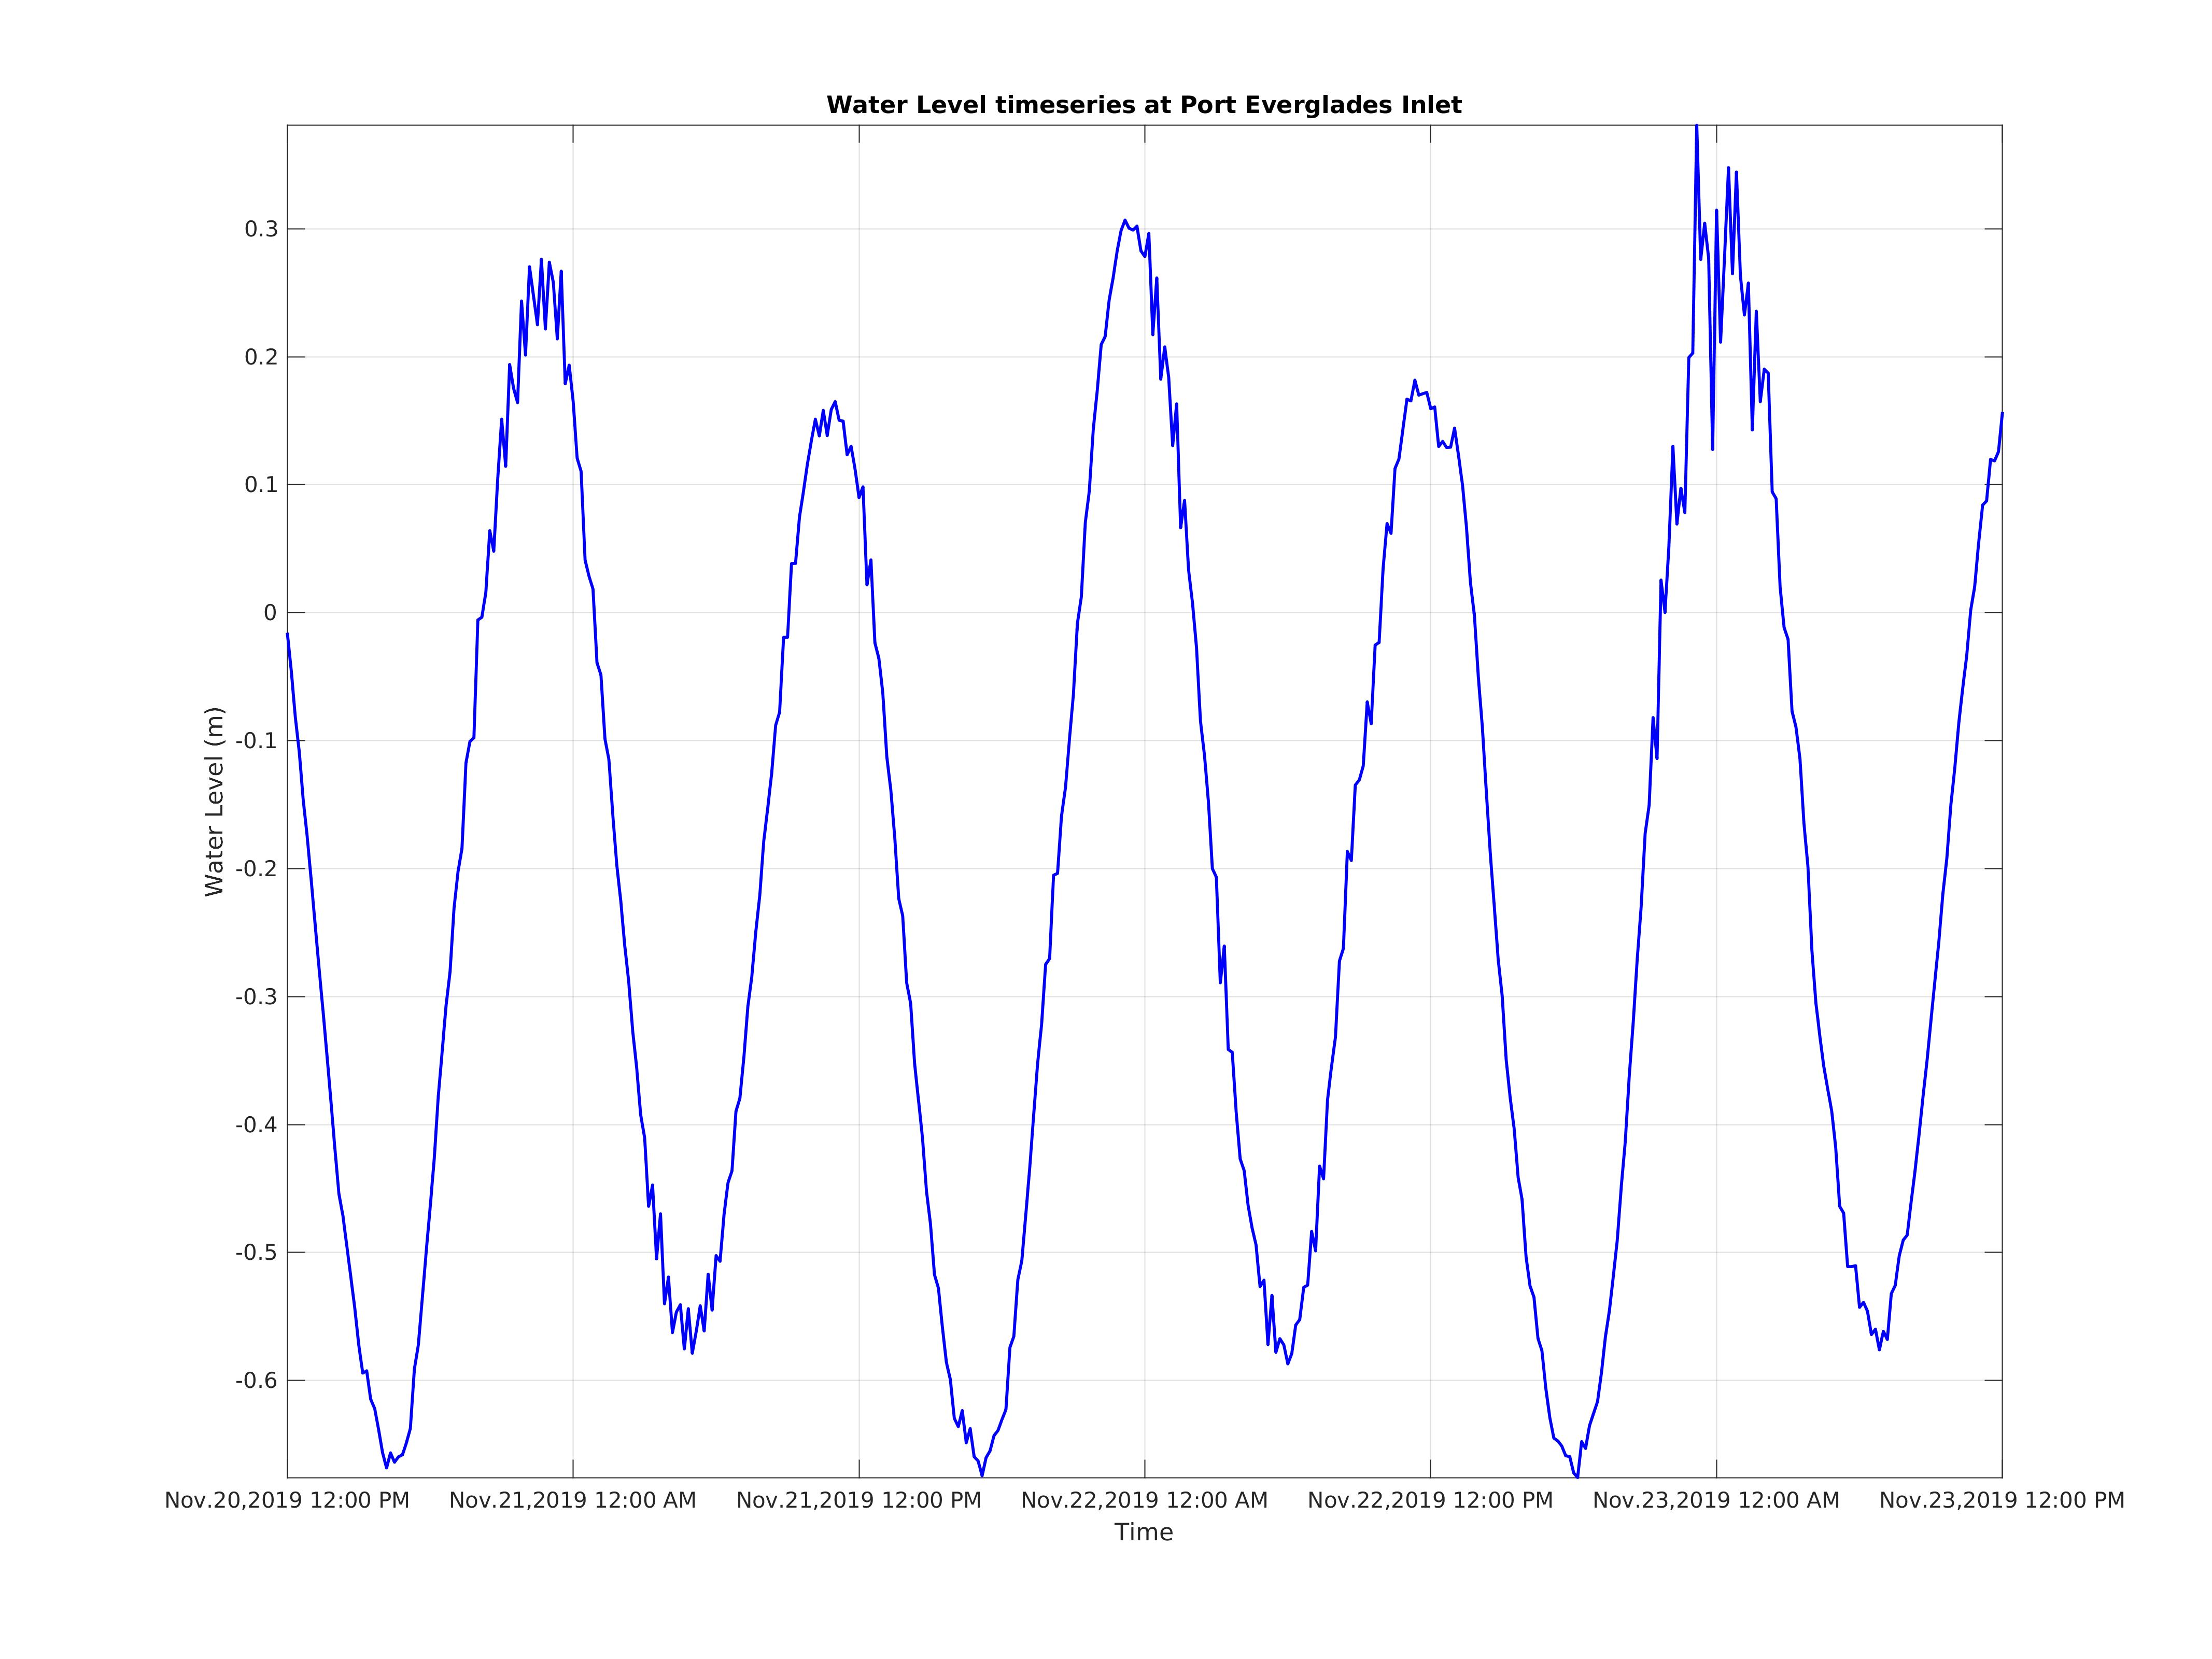 Water Level timeseries at Port Everglades Inlet
0.3
0.2
0.1
0
-0.1
-0.2
-0.3
-0.4
-0.5
-0.6
Water Level (m)
Nov.20,2019 12:00 PM Nov.21,2019 12:00 AM Nov.21,2019 12:00 PM Nov.22,2019 12:00 AM Nov.22,2019 12:00 PM Nov.23,2019 12:00 AM Nov.23,2019 12:00 PM
Time